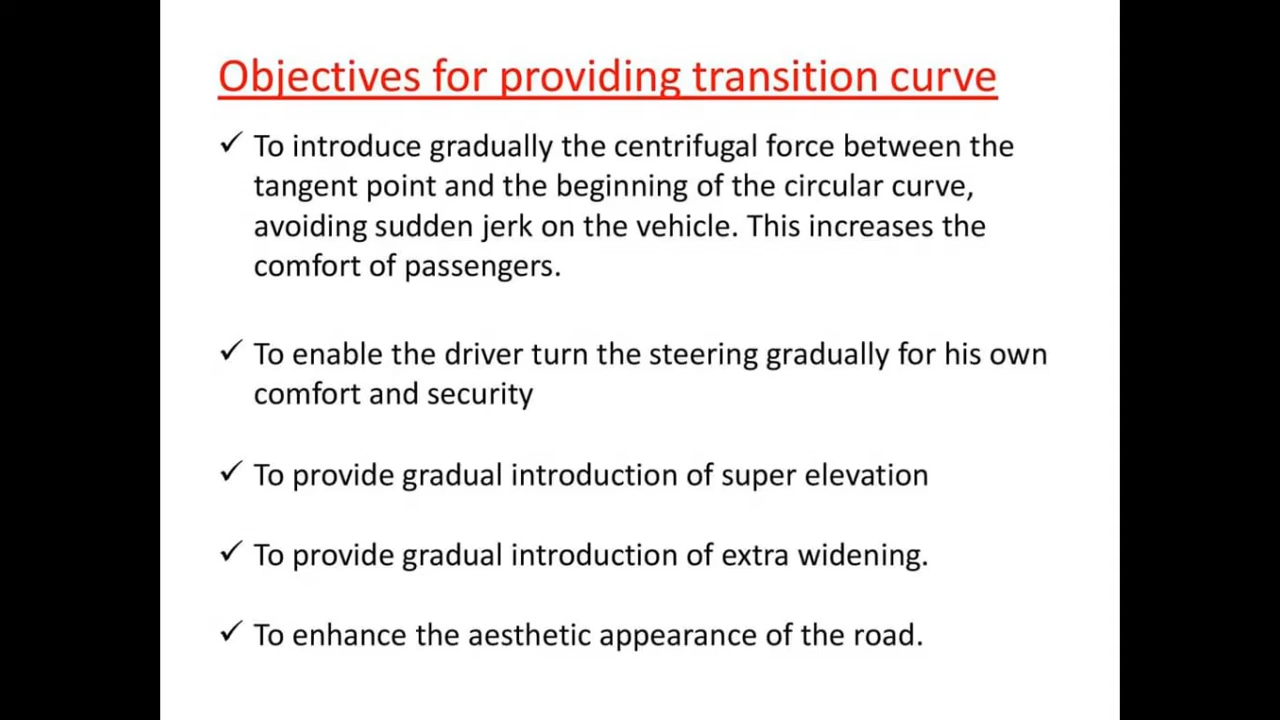 Objectives for providing transition curve
✓ To introduce gradually the centrifugal force between the
tangent point and the beginning of the circular curve,
avoiding sudden jerk on the vehicle. This increases the
comfort of passengers.
✓ To enable the driver turn the steering gradually for his own
comfort and security
✓ To provide gradual introduction of super elevation
✓ To provide gradual introduction of extra widening.
✓ To enhance the aesthetic appearance of the road.